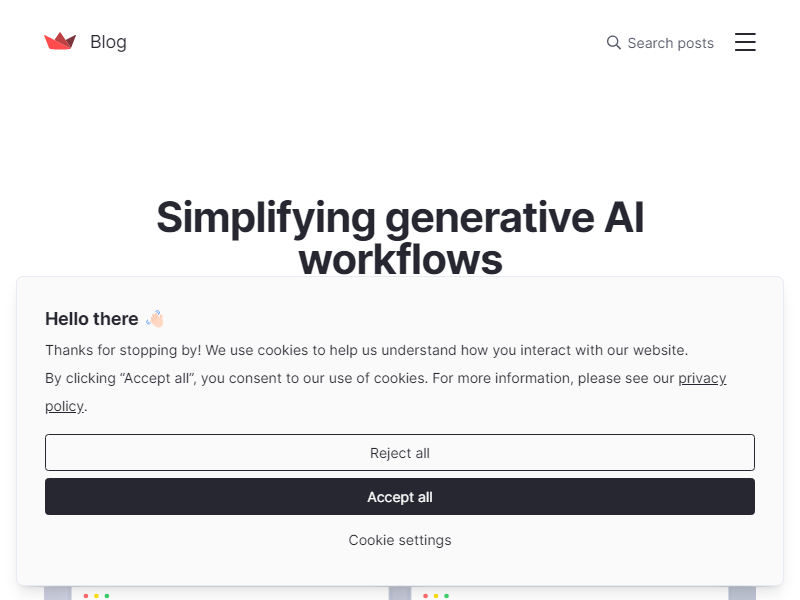 Blog
Search posts
Simplifying generative AI
workflows
Hello there 👋🏻
Thanks for stopping by! We use cookies to help us understand how you interact with our website.
By clicking “Accept all”, you consent to our use of cookies. For more information, please see our privacy
policy.
Reject all
Accept all
Cookie settings